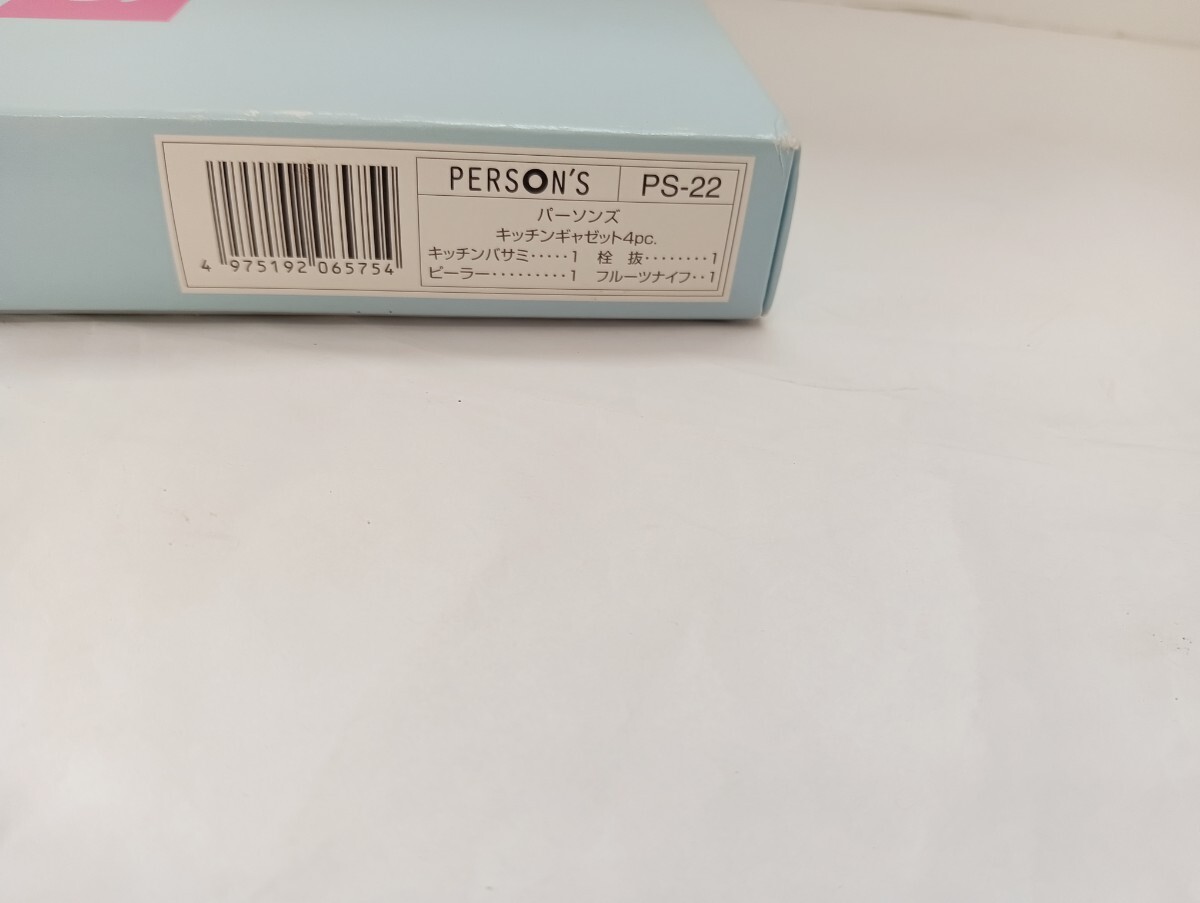 PERSON'S PS-22
パーソンズ
キッチンギャゼット4pc.
キッチンバサミ・・・・・1 栓 抜・・・・・・・・1
ピーラー・・・・・・・・・1 フルーツナイフ・・1
4 975192 065754